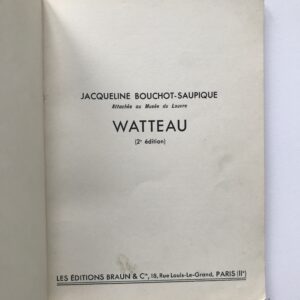 JACQUELINE BOUCHOT-SAUPIQUE
Attachée au Musée du Louvre
WATTEAU
(2e édition)
LES ÉDITIONS BRAUN & Cie, 18, Rue Louis-Le-Grand, PARIS (IIe)